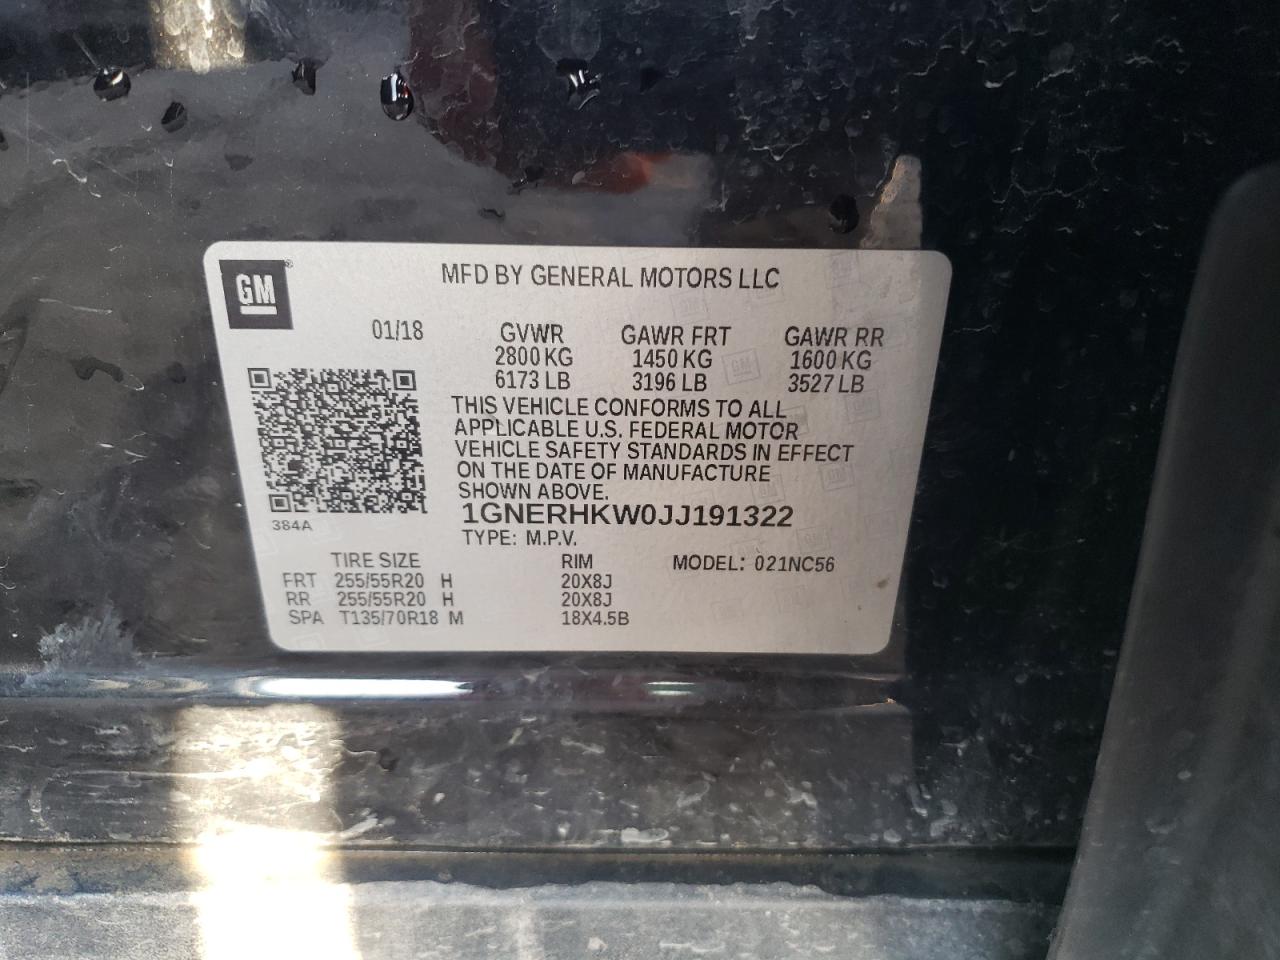 GM®
MFD BY GENERAL MOTORS LLC
01/18 GVWR GAWR FRT GAWR RR
2800 KG 1450 KG 1600 KG
6173 LB 3196 LB 3527 LB
THIS VEHICLE CONFORMS TO ALL
APPLICABLE U.S. FEDERAL MOTOR
VEHICLE SAFETY STANDARDS IN EFFECT
ON THE DATE OF MANUFACTURE
SHOWN ABOVE.
384A
1GNERHKW0JJ191322
TYPE: M.P.V.
TIRE SIZE RIM MODEL: 021NC56
FRT 255/55R20 H 20X8J
RR 255/55R20 H 20X8J
SPA T135/70R18 M 18X4.5B